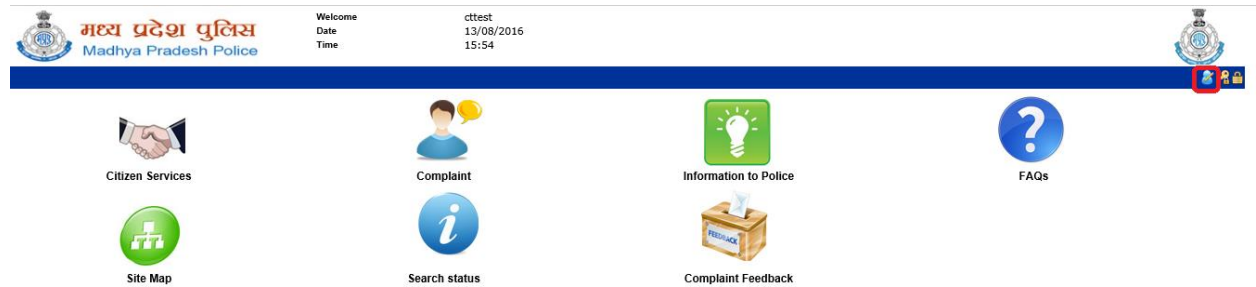 मध्य प्रदेश पुलिस
Madhya Pradesh Police
Welcome cttest
Date 13/08/2016
Time 15:54
Citizen Services
Complaint
Information to Police
FAQs
Site Map
Search status
FEEDBACK
Complaint Feedback